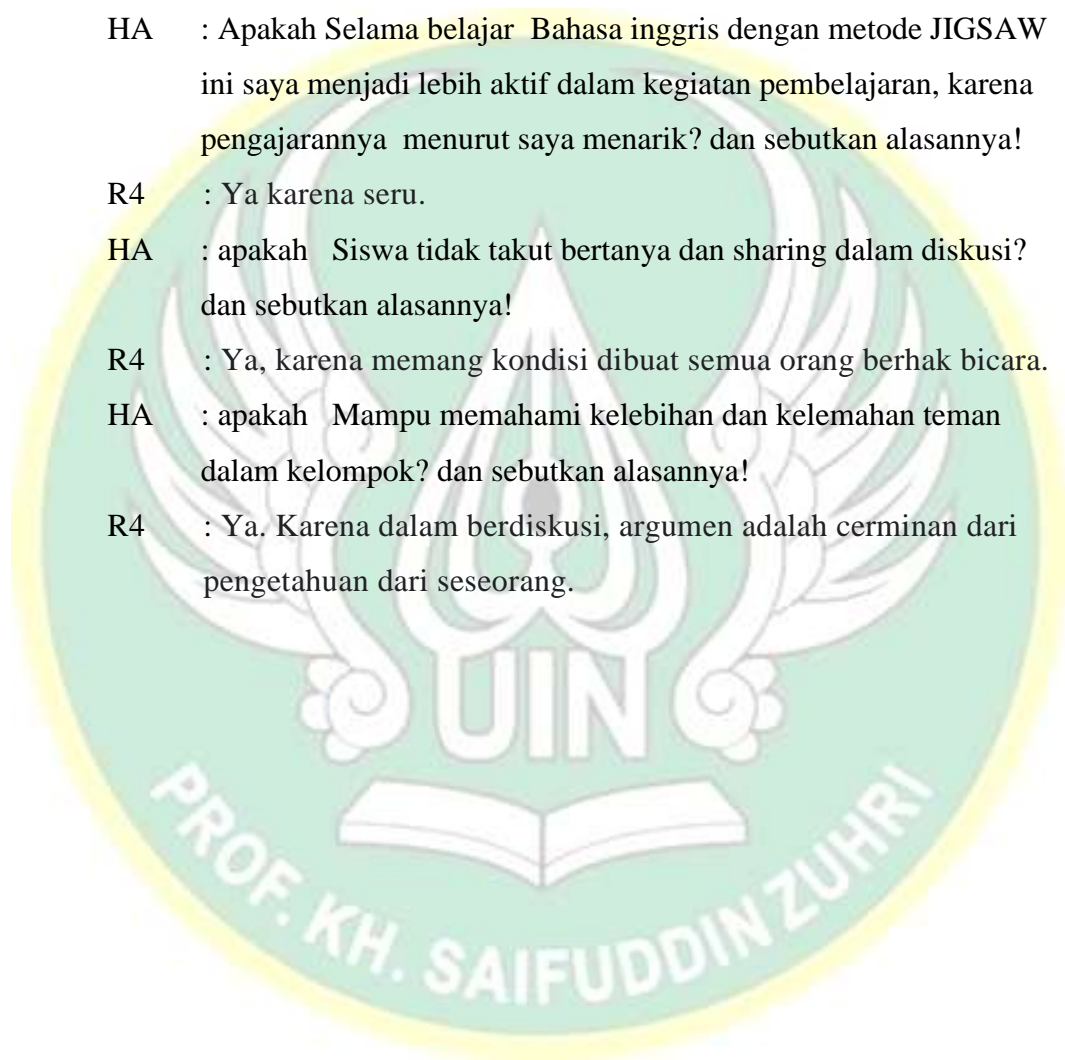 HA : Apakah Selama belajar Bahasa inggris dengan metode JIGSAW
ini saya menjadi lebih aktif dalam kegiatan pembelajaran, karena
pengajarannya menurut saya menarik? dan sebutkan alasannya!
R4 : Ya karena seru.
HA : apakah Siswa tidak takut bertanya dan sharing dalam diskusi?
dan sebutkan alasannya!
R4 : Ya, karena memang kondisi dibuat semua orang berhak bicara.
HA : apakah Mampu memahami kelebihan dan kelemahan teman
dalam kelompok? dan sebutkan alasannya!
R4 : Ya. Karena dalam berdiskusi, argumen adalah cerminan dari
pengetahuan dari seseorang.
UIN
PROF. KH. SAIFUDDIN ZUHRI